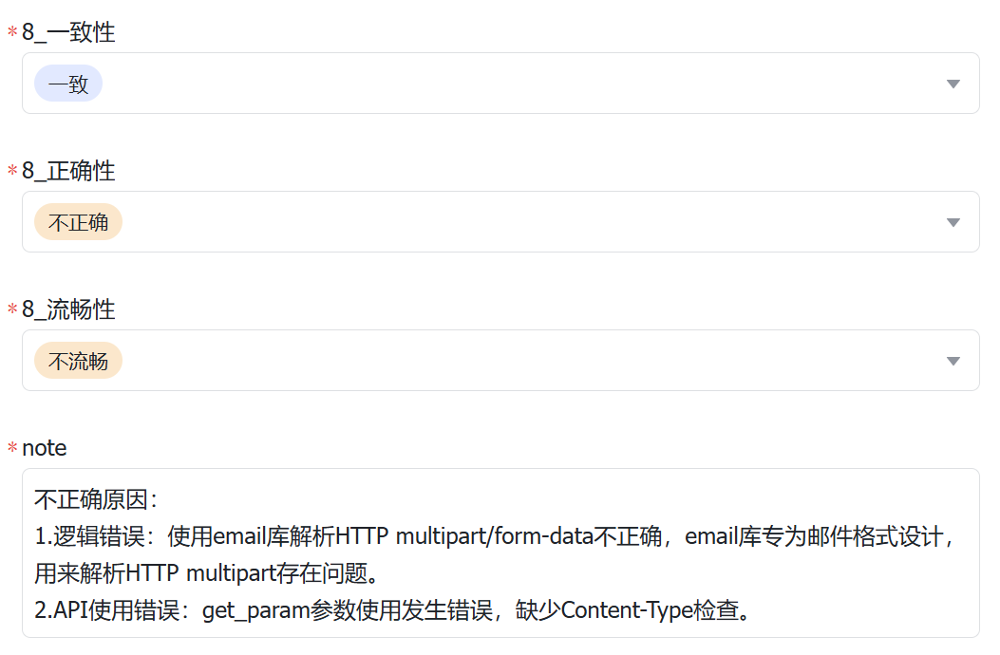 *8_一致性
一致
*8_正确性
不正确
*8_流畅性
不流畅
*note
不正确原因：
1.逻辑错误：使用email库解析HTTP multipart/form-data不正确，email库专为邮件格式设计，
用来解析HTTP multipart存在问题。
2.API使用错误：get_param参数使用发生错误，缺少Content-Type检查。